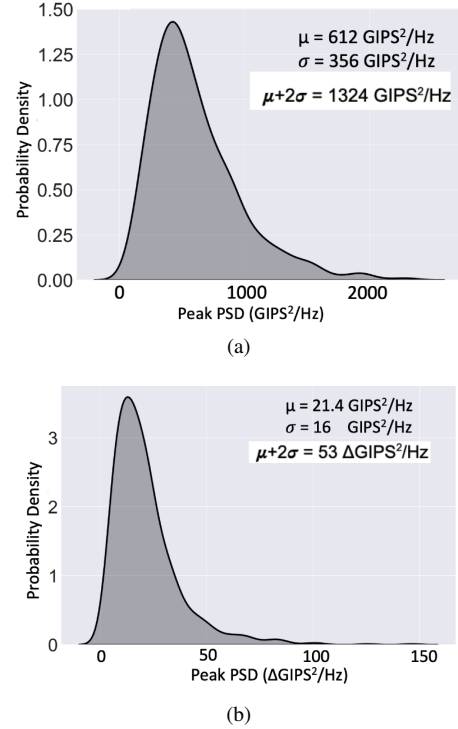 1.50
μ = 612 GIPS²/Hz
σ = 356 GIPS²/Hz
1.25
μ+2σ = 1324 GIPS²/Hz
1.00
0.75
0.50
0.25
0.00
Probability Density
0 1000 2000
Peak PSD (GIPS²/Hz)
(a)
μ = 21.4 GIPS²/Hz
σ = 16 GIPS²/Hz
μ+2σ = 53 ΔGIPS²/Hz
3
2
1
0
Probability Density
0 50 100 150
Peak PSD (ΔGIPS²/Hz)
(b)